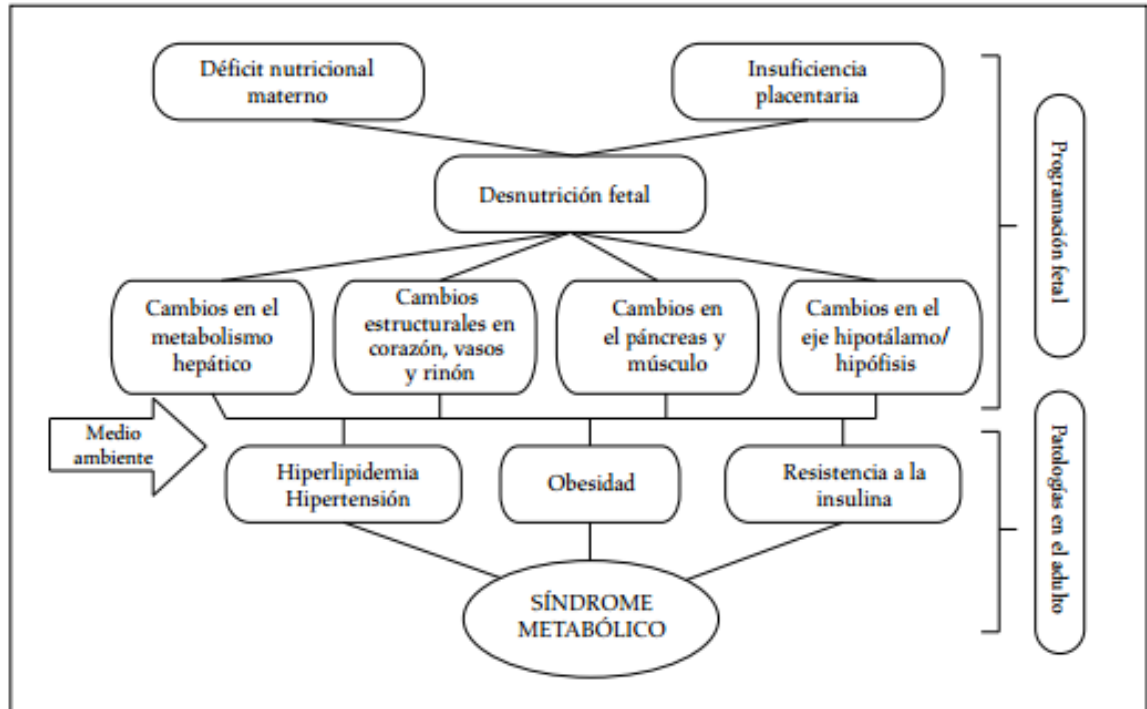 Déficit nutricional
materno
Insuficiencia
placentaria
Desnutrición fetal
Cambios en el
metabolismo
hepático
Cambios
estructurales en
corazón, vasos
y rinón
Cambios en
el páncreas y
músculo
Cambios en el
eje hipotálamo/
hipófisis
Programación fetal
Medio
ambiente
Hiperlipidemia
Hipertensión
Obesidad
Resistencia a la
insulina
SÍNDROME
METABÓLICO
Patologías en el adulto